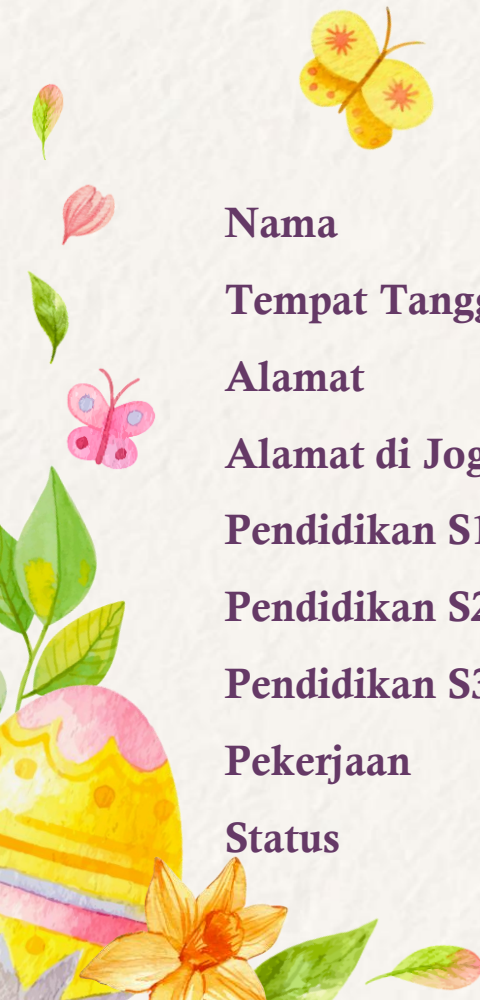 Nama
Tempat Tangg
Alamat
Alamat di Jog
Pendidikan S1
Pendidikan S2
Pendidikan S3
Pekerjaan
Status